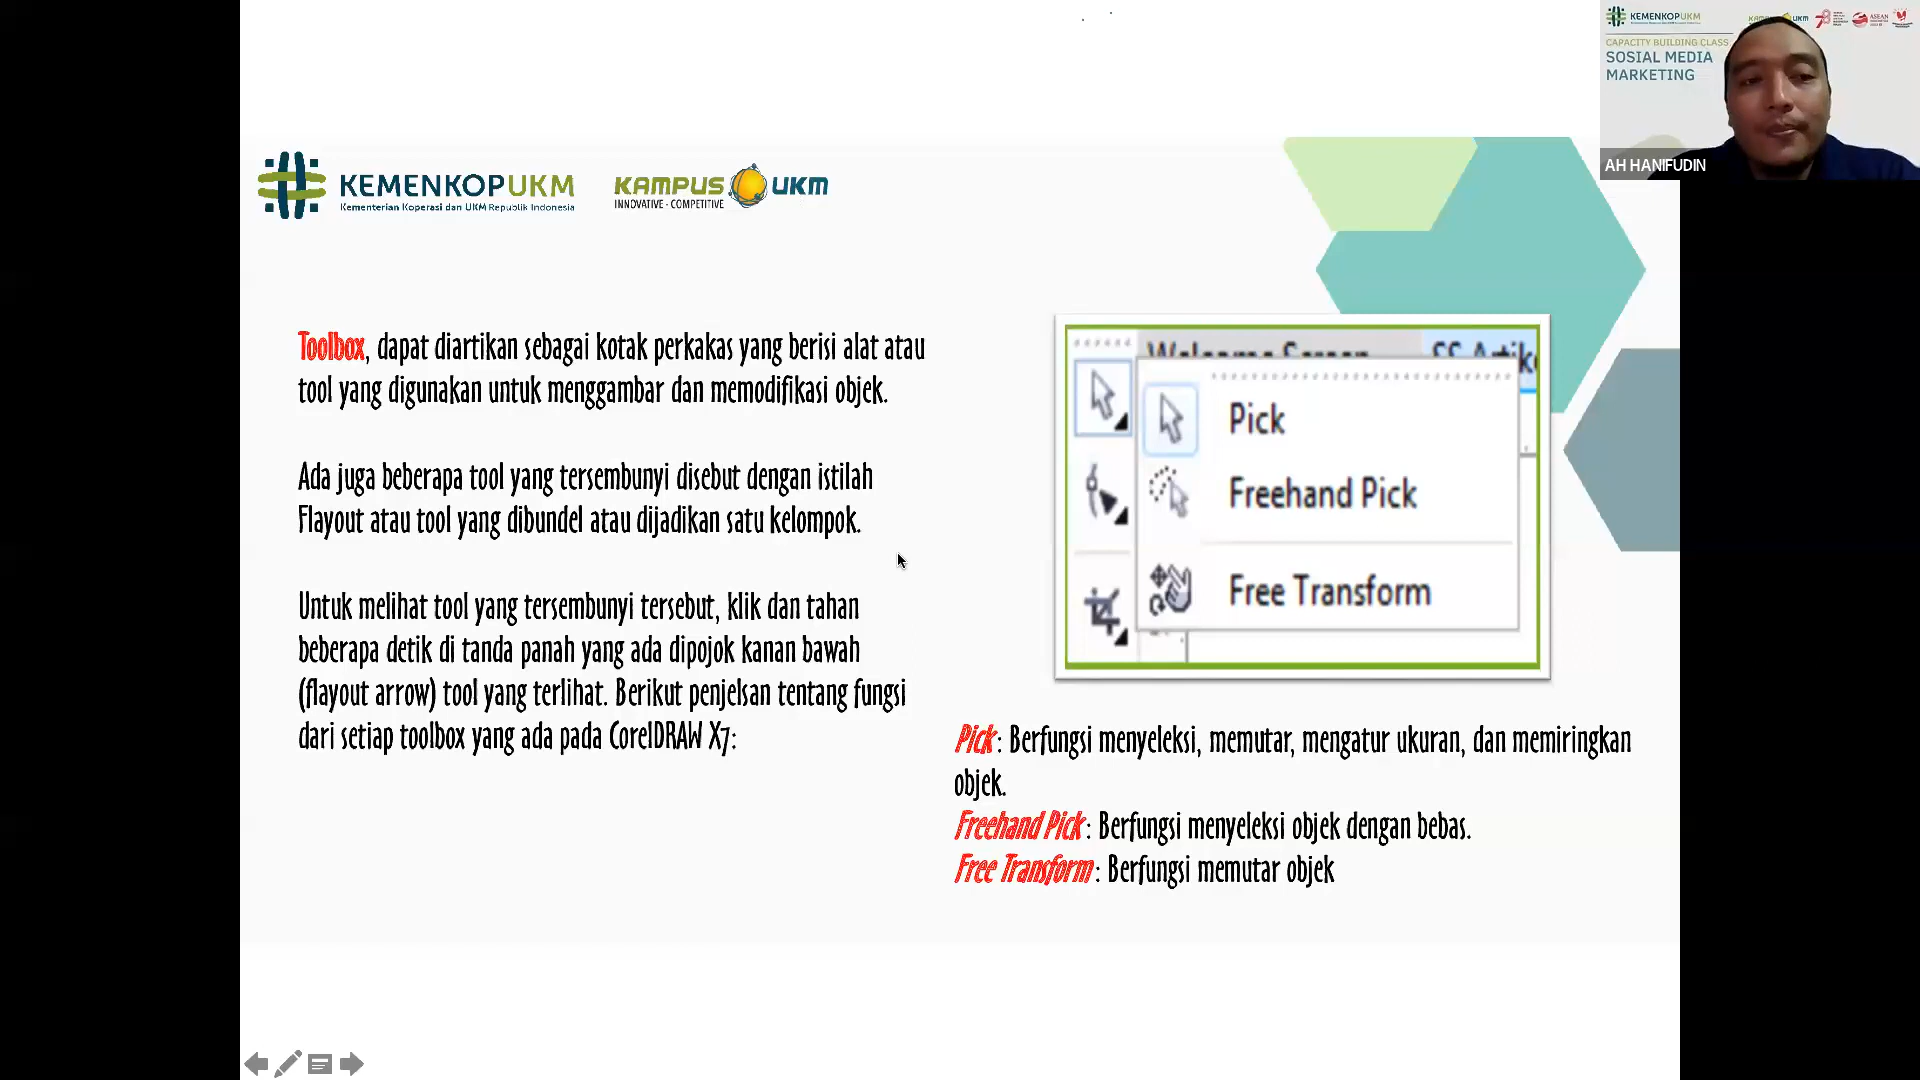 KEMENKOPUKM
CAPACITY BUILDING CLASS
SOSIAL MEDIA
MARKETING
AH HANIFUDIN
KEMENKOPUKM
Kementerian Koperasi dan UKM Republik Indonesia
KAMPUS UKM
INNOVATIVE - COMPETITIVE
Toolbox, dapat diartikan sebagai kotak perkakas yang berisi alat atau
tool yang digunakan untuk menggambar dan memodifikasi objek.
Ada juga beberapa tool yang tersembunyi disebut dengan istilah
Flayout atau tool yang dibundel atau dijadikan satu kelompok.
Untuk melihat tool yang tersembunyi tersebut, klik dan tahan
beberapa detik di tanda panah yang ada dipojok kanan bawah
(flayout arrow) tool yang terlihat. Berikut penjelsan tentang fungsi
dari setiap toolbox yang ada pada CorelDRAW X7:
Welcome Screen
Pick
Freehand Pick
Free Transform
Pick: Berfungsi menyeleksi, memutar, mengatur ukuran, dan memiringkan
objek.
Freehand Pick: Berfungsi menyeleksi objek dengan bebas.
Free Transform: Berfungsi memutar objek